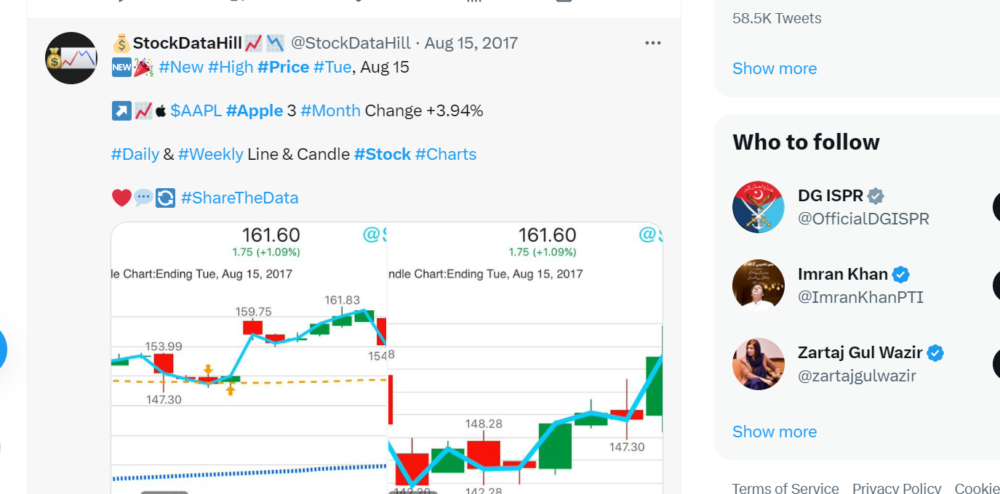 StockDataHill @StockDataHill · Aug 15, 2017
NEW #New #High #Price #Tue, Aug 15
$AAPL #Apple 3 #Month Change +3.94%
#Daily & #Weekly Line & Candle #Stock #Charts
#ShareTheData
161.60
1.75 (+1.09%)
le Chart:Ending Tue, Aug 15, 2017
161.83
159.75
153.99
147.30
161.60
1.75 (+1.09%)
ndle Chart:Ending Tue, Aug 15, 2017
148.28
147.30
142.20
142.28
58.5K Tweets
Show more
Who to follow
DG ISPR
@OfficialDGISPR
Imran Khan
@ImranKhanPTI
Zartaj Gul Wazir
@zartajgulwazir
Show more
Terms of Service Privacy Policy Cookie